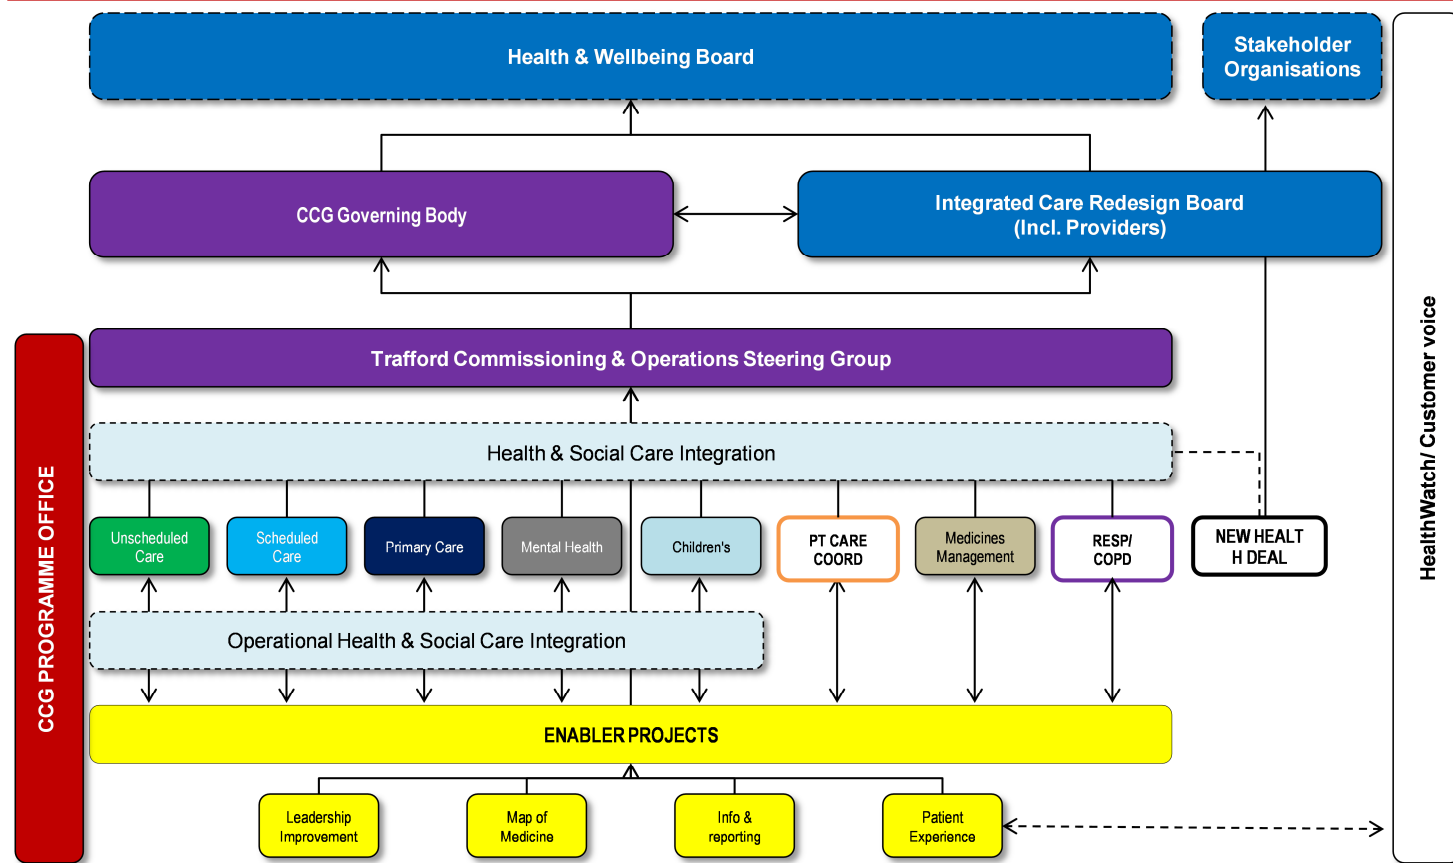 Health & Wellbeing Board
Stakeholder
Organisations
CCG Governing Body
Integrated Care Redesign Board
(Incl. Providers)
Trafford Commissioning & Operations Steering Group
Health & Social Care Integration
Unscheduled
Care
Scheduled
Care
Primary Care
Mental Health
Children's
PT CARE
COORD
Medicines
Management
RESP/
COPD
NEW HEALT
H DEAL
Operational Health & Social Care Integration
ENABLER PROJECTS
Leadership
Improvement
Map of
Medicine
Info &
reporting
Patient
Experience
CCG PROGRAMME OFFICE
HealthWatch/ Customer voice